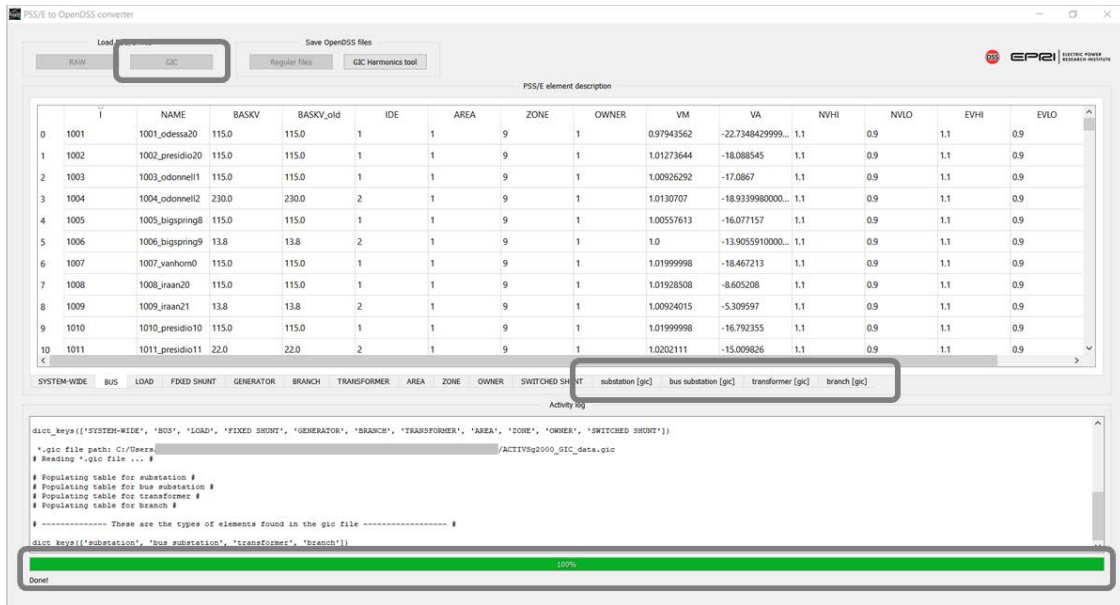 PSS/E to OpenDSS converter
Save OpenDSS files
RAW GIC Regular files GIC Harmonics tool
DSS EPRI ELECTRIC POWER
RESEARCH INSTITUTE
PSS/E element description
I NAME BASKV BASKV_old IDE AREA ZONE OWNER VM VA NVHI NVLO EVHI EVLO
0 1001 1001_odessa20 115.0 115.0 1 1 9 1 0.97943562 -22.7348429999... 1.1 0.9 1.1 0.9
1 1002 1002_presidio20 115.0 115.0 1 1 9 1 1.01273644 -18.088545 1.1 0.9 1.1 0.9
2 1003 1003_odonnell1 115.0 115.0 1 1 9 1 1.00926292 -17.0867 1.1 0.9 1.1 0.9
3 1004 1004_odonnell2 230.0 230.0 2 1 9 1 1.0130707 -18.9339980000... 1.1 0.9 1.1 0.9
4 1005 1005_bigspring8 115.0 115.0 1 1 9 1 1.00557613 -16.077157 1.1 0.9 1.1 0.9
5 1006 1006_bigspring9 13.8 13.8 2 1 9 1 1.0 -13.9055910000... 1.1 0.9 1.1 0.9
6 1007 1007_vanhorn0 115.0 115.0 1 1 9 1 1.01999998 -18.467213 1.1 0.9 1.1 0.9
7 1008 1008_iraan20 115.0 115.0 1 1 9 1 1.01928508 -8.605208 1.1 0.9 1.1 0.9
8 1009 1009_iraan21 13.8 13.8 2 1 9 1 1.00924015 -5.309597 1.1 0.9 1.1 0.9
9 1010 1010_presidio10 115.0 115.0 1 1 9 1 1.01999998 -16.792355 1.1 0.9 1.1 0.9
10 1011 1011_presidio11 22.0 22.0 2 1 9 1 1.0202111 -15.009826 1.1 0.9 1.1 0.9
SYSTEM-WIDE BUS LOAD FIXED SHUNT GENERATOR BRANCH TRANSFORMER AREA ZONE OWNER SWITCHED SHUNT substation [gic] bus substation [gic] transformer [gic] branch [gic]
Activity log
dict_keys(['SYSTEM-WIDE', 'BUS', 'LOAD', 'FIXED SHUNT', 'GENERATOR', 'BRANCH', 'TRANSFORMER', 'AREA', 'ZONE', 'OWNER', 'SWITCHED SHUNT'])
*.gic file path: C:/Users /ACTIVSg2000_GIC_data.gic
# Reading *.gic file ... #
# Populating table for substation #
# Populating table for bus substation #
# Populating table for transformer #
# Populating table for branch #
# -------------- These are the types of elements found in the gic file ------------------ #
dict_keys(['substation', 'bus substation', 'transformer', 'branch'])
100%
Done!